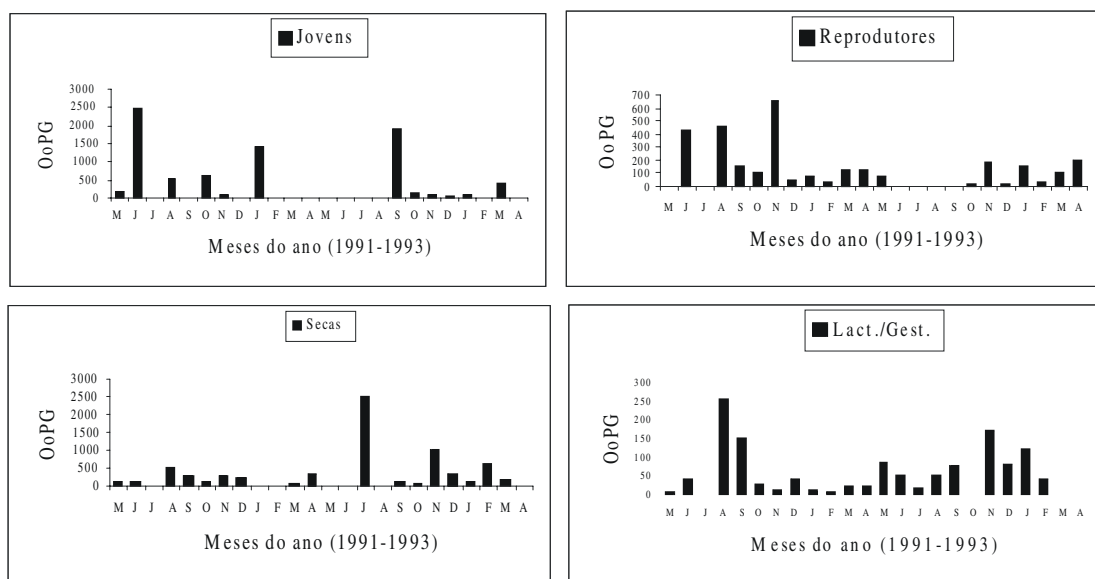 Jovens
3000
2500
2000
1500
1000
500
0
OoPG
M J J A S O N D J F M A M J J A S O N D J F M A
Meses do ano (1991-1993)
Reprodutores
700
600
500
400
300
200
100
0
OoPG
M J J A S O N D J F M A M J J A S O N D J F M A
Meses do ano (1991-1993)
Secas
3000
2500
2000
1500
1000
500
0
OoPG
M J J A S O N D J F M A M J J A S O N D J F M A
Meses do ano (1991-1993)
Lact./Gest.
300
250
200
150
100
50
0
OoPG
M J J A S O N D J F M A M J J A S O N D J F M A
Meses do ano (1991-1993)